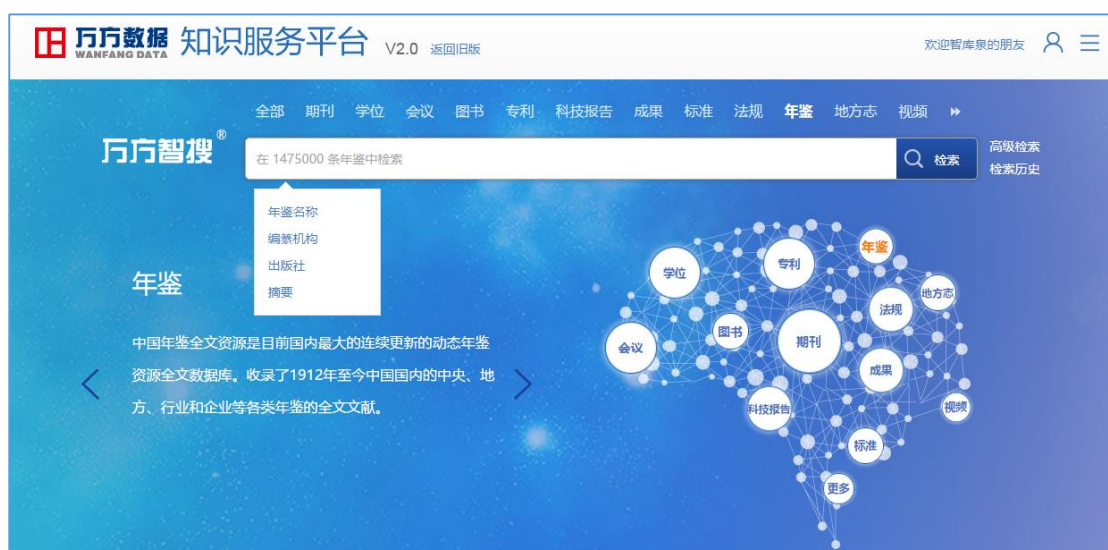 万方数据 知识服务平台 V2.0 返回旧版 欢迎智库泉的朋友
WANFANG DATA
全部 期刊 学位 会议 图书 专利 科技报告 成果 标准 法规 年鉴 地方志 视频
万方智搜®
在 1475000 条年鉴中检索
检索
高级检索
检索历史
年鉴名称
编纂机构
出版社
摘要
年鉴
中国年鉴全文资源是目前国内最大的连续更新的动态年鉴
资源全文数据库。收录了1912年至今中国国内的中央、地
方、行业和企业等各类年鉴的全文文献。
年鉴
学位
专利
地方志
法规
图书
期刊
会议
成果
科技报告
视频
标准
更多